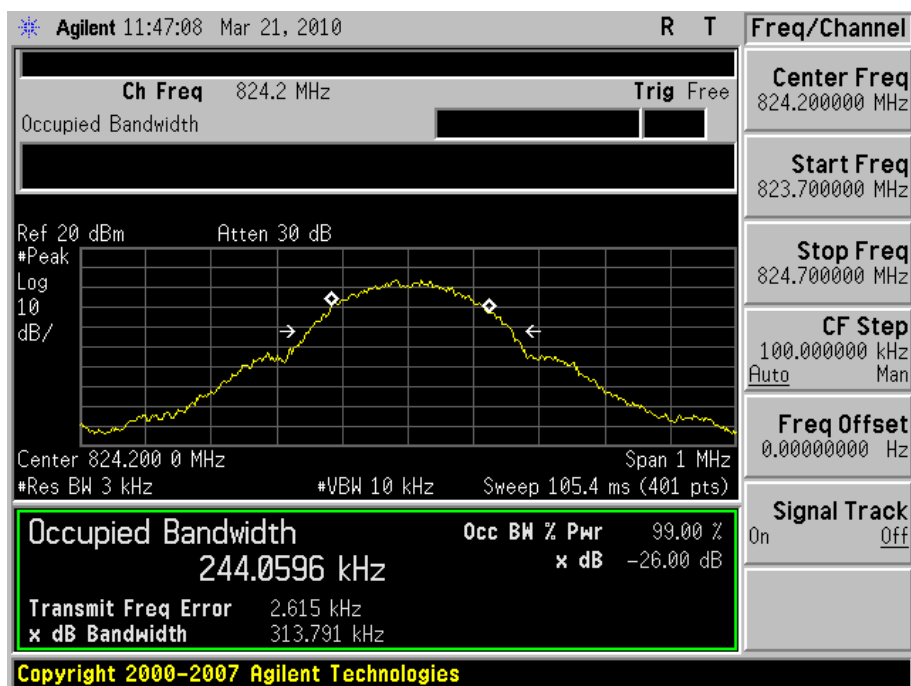 Agilent 11:47:08 Mar 21, 2010 R T
Freq/Channel
Ch Freq 824.2 MHz Trig Free
Occupied Bandwidth
Center Freq
824.200000 MHz
Start Freq
823.700000 MHz
Stop Freq
824.700000 MHz
CF Step
100.000000 kHz
Auto Man
Freq Offset
0.00000000 Hz
Signal Track
On Off
Ref 20 dBm Atten 30 dB
#Peak
Log
10
dB/
Center 824.200 0 MHz Span 1 MHz
#Res BW 3 kHz #VBW 10 kHz Sweep 105.4 ms (401 pts)
Occupied Bandwidth Occ BW % Pwr 99.00 %
244.0596 kHz x dB -26.00 dB
Transmit Freq Error 2.615 kHz
x dB Bandwidth 313.791 kHz
Copyright 2000-2007 Agilent Technologies